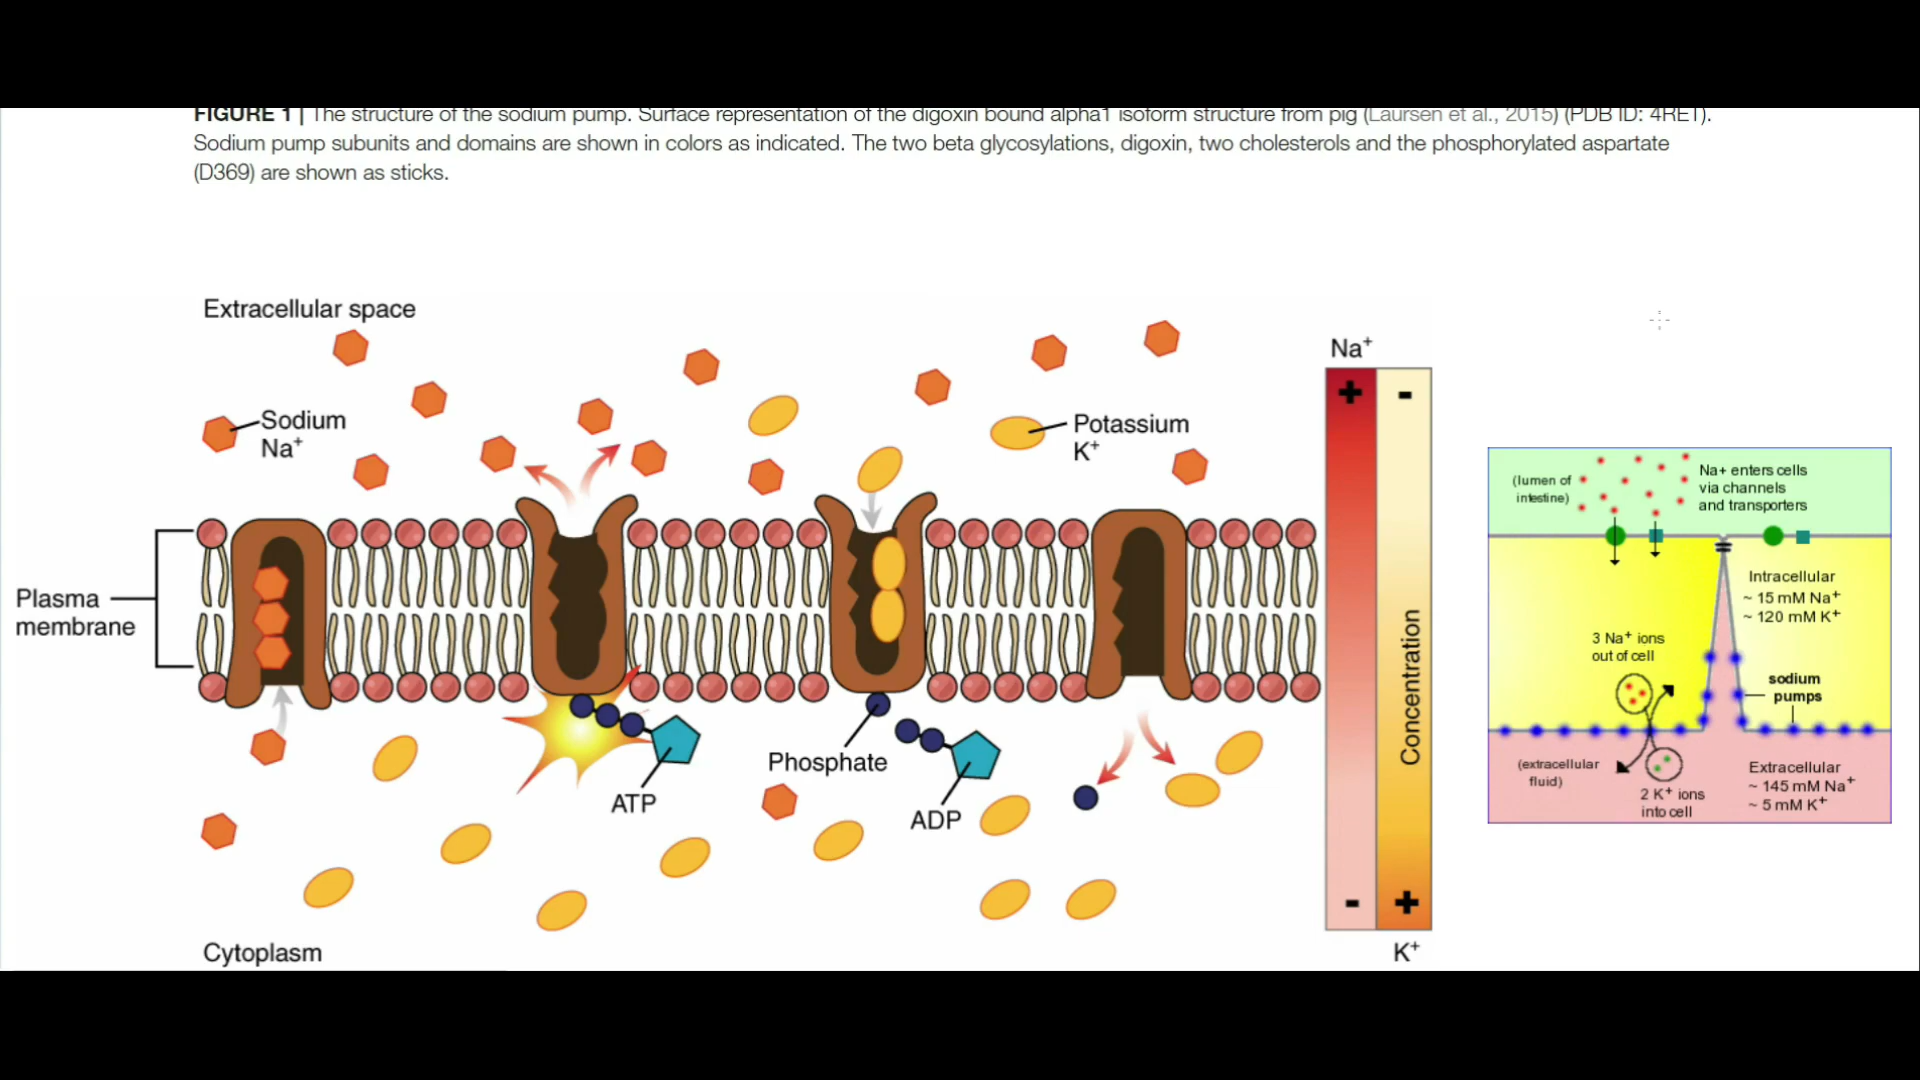 FIGURE 1 | The structure of the sodium pump. Surface representation of the digoxin bound alpha1 isoform structure from pig (Laursen et al., 2015) (PDB ID: 4RET).
Sodium pump subunits and domains are shown in colors as indicated. The two beta glycosylations, digoxin, two cholesterols and the phosphorylated aspartate
(D369) are shown as sticks.
Extracellular space
Sodium
Na⁺
Potassium
K⁺
Plasma
membrane
ATP
Phosphate
ADP
Cytoplasm
Na⁺
+ -
Concentration
- +
K⁺
(lumen of
intestine)
Na+ enters cells
via channels
and transporters
Intracellular
~ 15 mM Na⁺
~ 120 mM K⁺
3 Na⁺ ions
out of cell
sodium
pumps
(extracellular
fluid)
2 K⁺ ions
into cell
Extracellular
~ 145 mM Na⁺
~ 5 mM K⁺